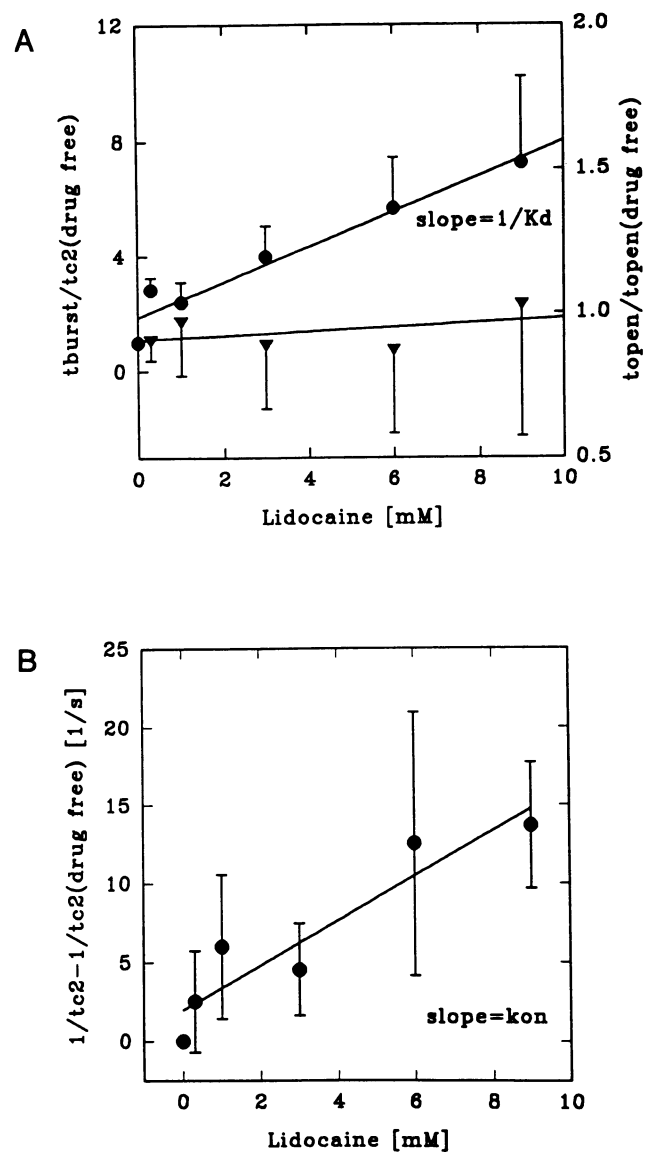 A
12
8
4
0
tburst/tc2(drug free)
2.0
1.5
1.0
0.5
topen/topen(drug free)
slope=1/Kd
0 2 4 6 8 10
Lidocaine [mM]
B
25
20
15
10
5
0
1/tc2-1/tc2(drug free) [1/s]
slope=kon
0 2 4 6 8 10
Lidocaine [mM]